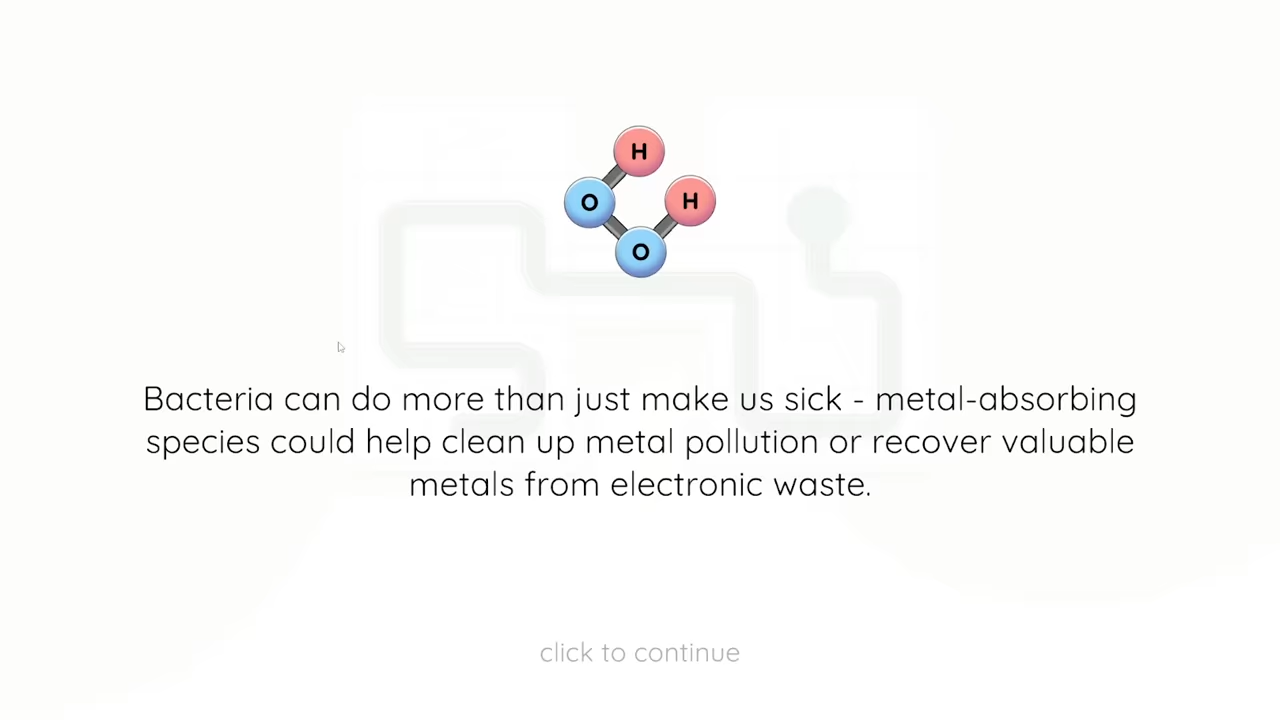 H
O
H
O
Bacteria can do more than just make us sick - metal-absorbing
species could help clean up metal pollution or recover valuable
metals from electronic waste.
click to continue